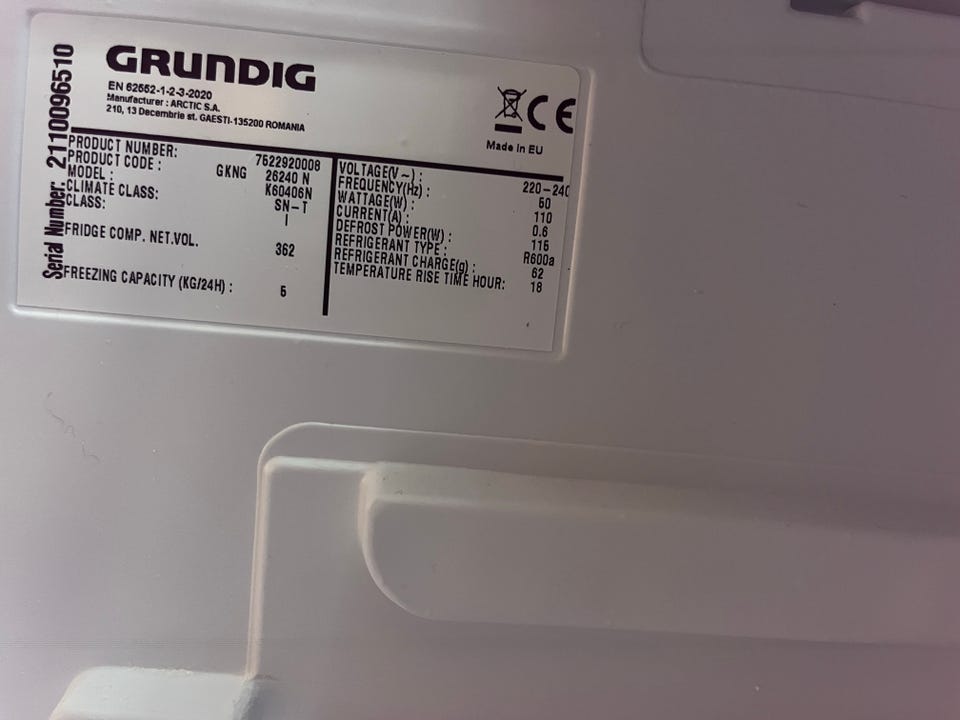 GRUNDIG
EN 62552-1-2-3-2020
Manufacturer : ARCTIC S.A.
210, 13 Decembrie st. GAESTI-135200 ROMANIA
CE
Made in EU
Serial Number: 2110096510
PRODUCT NUMBER: 7522920008
PRODUCT CODE : GKNG 26240 N
MODEL : K60406N
CLIMATE CLASS: SN-T
CLASS: I
FRIDGE COMP. NET.VOL. 362
FREEZING CAPACITY (KG/24H) : 5
VOLTAGE(V ~) : 220-240
FREQUENCY(Hz) : 50
WATTAGE(W) : 110
CURRENT(A) : 0.6
DEFROST POWER(W) : 115
REFRIGERANT TYPE : R600a
REFRIGERANT CHARGE(g) : 62
TEMPERATURE RISE TIME HOUR: 18